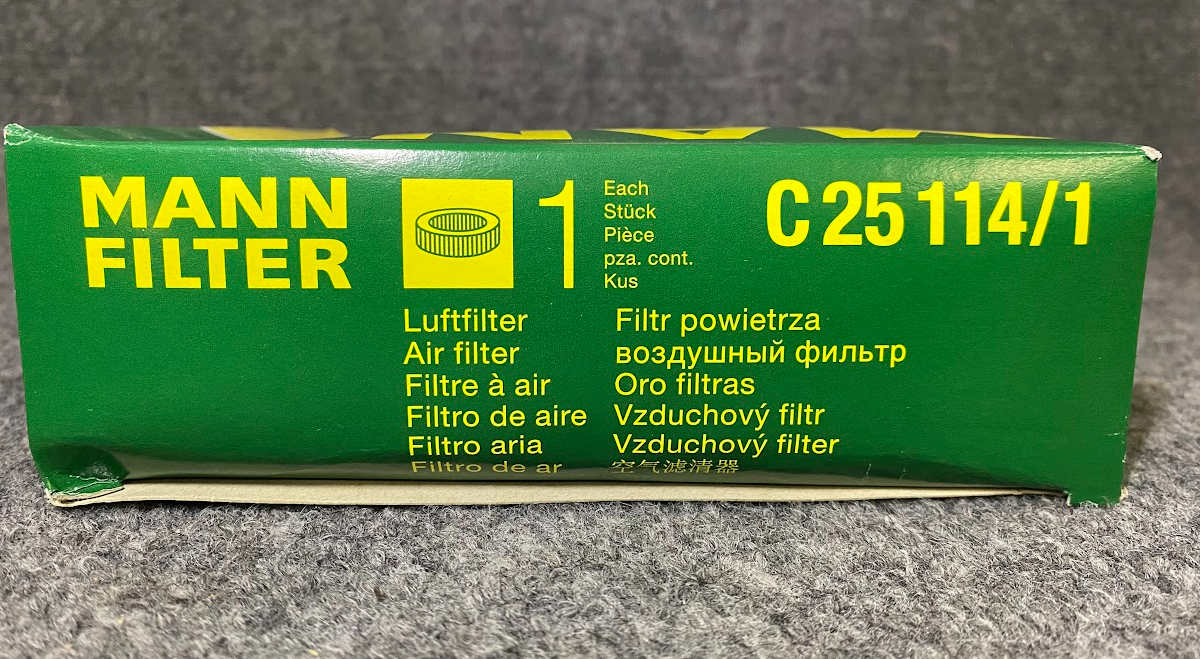 MANN
FILTER
1
Each
Stück
Pièce
pza. cont.
Kus
C 25 114/1
Luftfilter
Air filter
Filtre à air
Filtro de aire
Filtro aria
Filtro de ar
Filtr powietrza
воздушный фильтр
Oro filtras
Vzduchový filtr
Vzduchový filter
空气滤清器